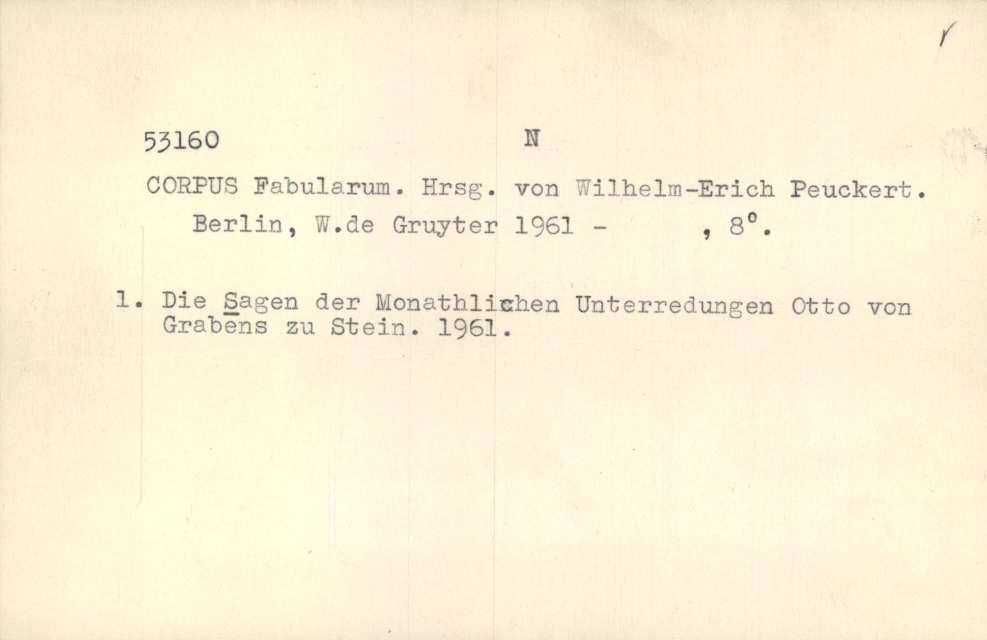 53160 N
CORPUS Fabularum. Hrsg. von Wilhelm-Erich Peuckert.
Berlin, W.de Gruyter 1961 - , 8°.
1. Die Sagen der Monathlichen Unterredungen Otto von
Grabens zu Stein. 1961.